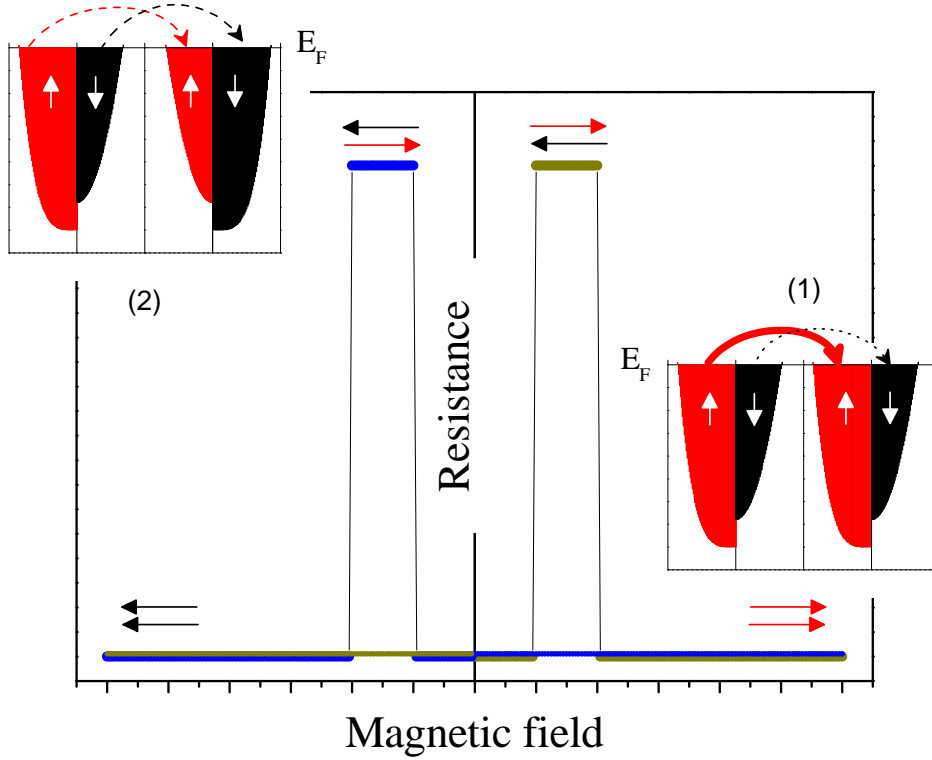 E_F
(2)
(1)
E_F
Resistance
Magnetic field